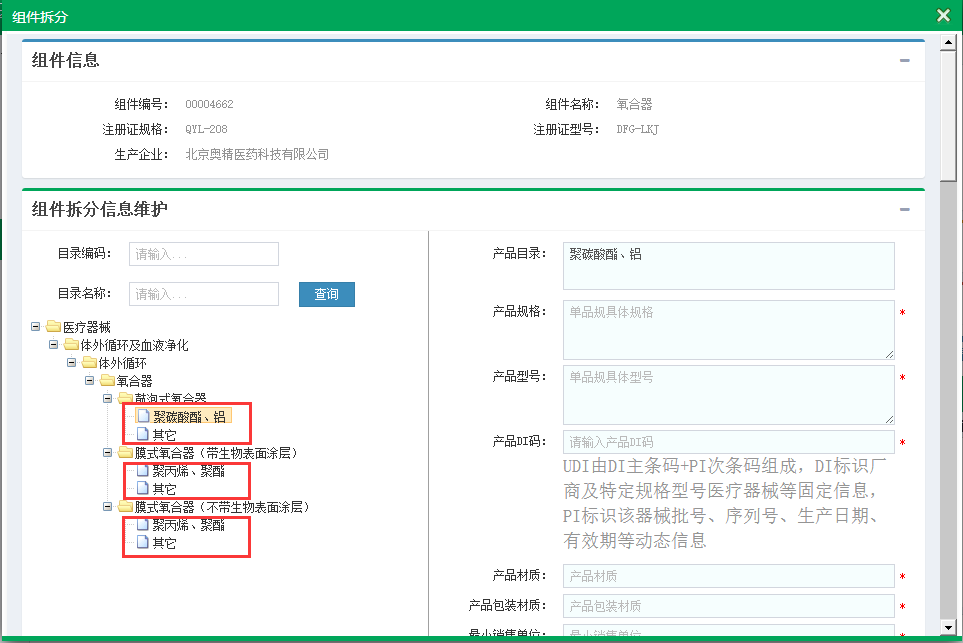 组件拆分
组件信息
组件编号： 00004662 组件名称： 氧合器
注册证规格： QYL-208 注册证型号： DFG-LKJ
生产企业： 北京奥精医药科技有限公司
组件拆分信息维护
目录编码： 请输入...
目录名称： 请输入... 查询
医疗器械
体外循环及血液净化
体外循环
氧合器
鼓泡式氧合器
聚碳酸酯、铝
其它
膜式氧合器（带生物表面涂层）
聚丙烯、聚酯
其它
膜式氧合器（不带生物表面涂层）
聚丙烯、聚酯
其它
产品目录： 聚碳酸酯、铝
产品规格： 单品规具体规格 *
产品型号： 单品规具体型号 *
产品DI码： 请输入产品DI码 *
UDI由DI主条码+PI次条码组成，DI标识厂
商及特定规格型号医疗器械等固定信息，
PI标识该器械批号、序列号、生产日期、
有效期等动态信息
产品材质： 产品材质 *
产品包装材质： 产品包装材质 *
最小销售单位： 最小销售单位 *